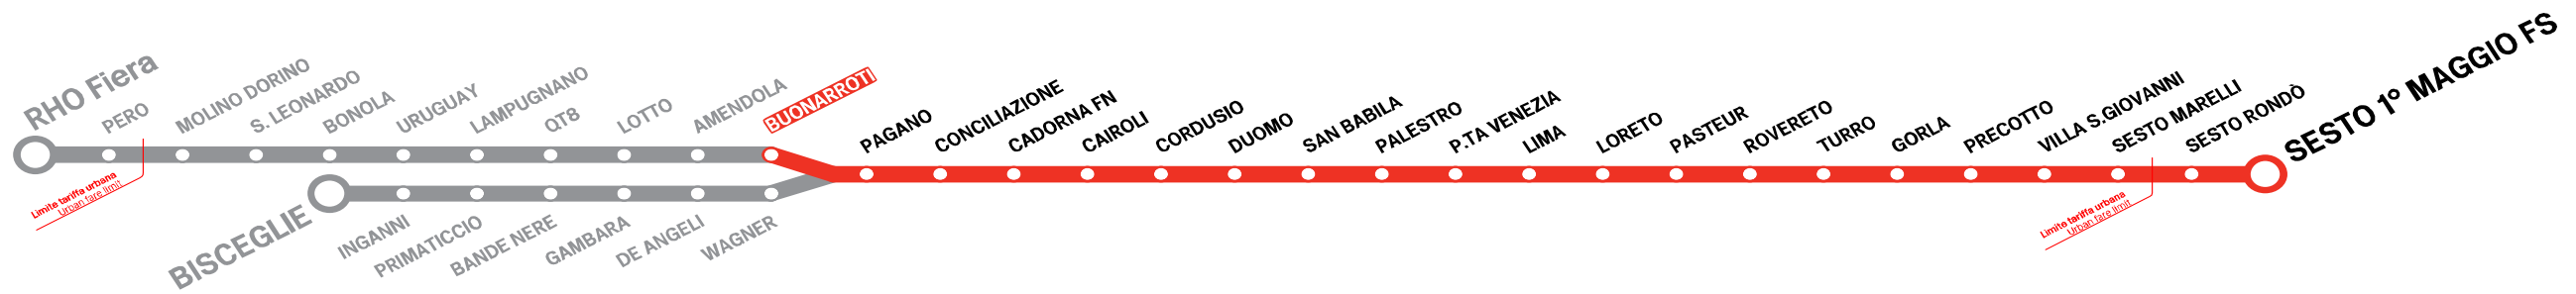 RHO Fiera
PERO
MOLINO DORINO
S. LEONARDO
BONOLA
URUGUAY
LAMPUGNANO
QT8
LOTTO
AMENDOLA
BUONARROTI
PAGANO
CONCILIAZIONE
CADORNA FN
CAIROLI
CORDUSIO
DUOMO
SAN BABILA
PALESTRO
P.TA VENEZIA
LIMA
LORETO
PASTEUR
ROVERETO
TURRO
GORLA
PRECOTTO
VILLA S.GIOVANNI
SESTO MARELLI
SESTO RONDÒ
SESTO 1° MAGGIO FS
Limite tariffa urbana
Urban fare limit
BISCEGLIE
INGANNI
PRIMATICCIO
BANDE NERE
GAMBARA
DE ANGELI
WAGNER
Limite tariffa urbana
Urban fare limit